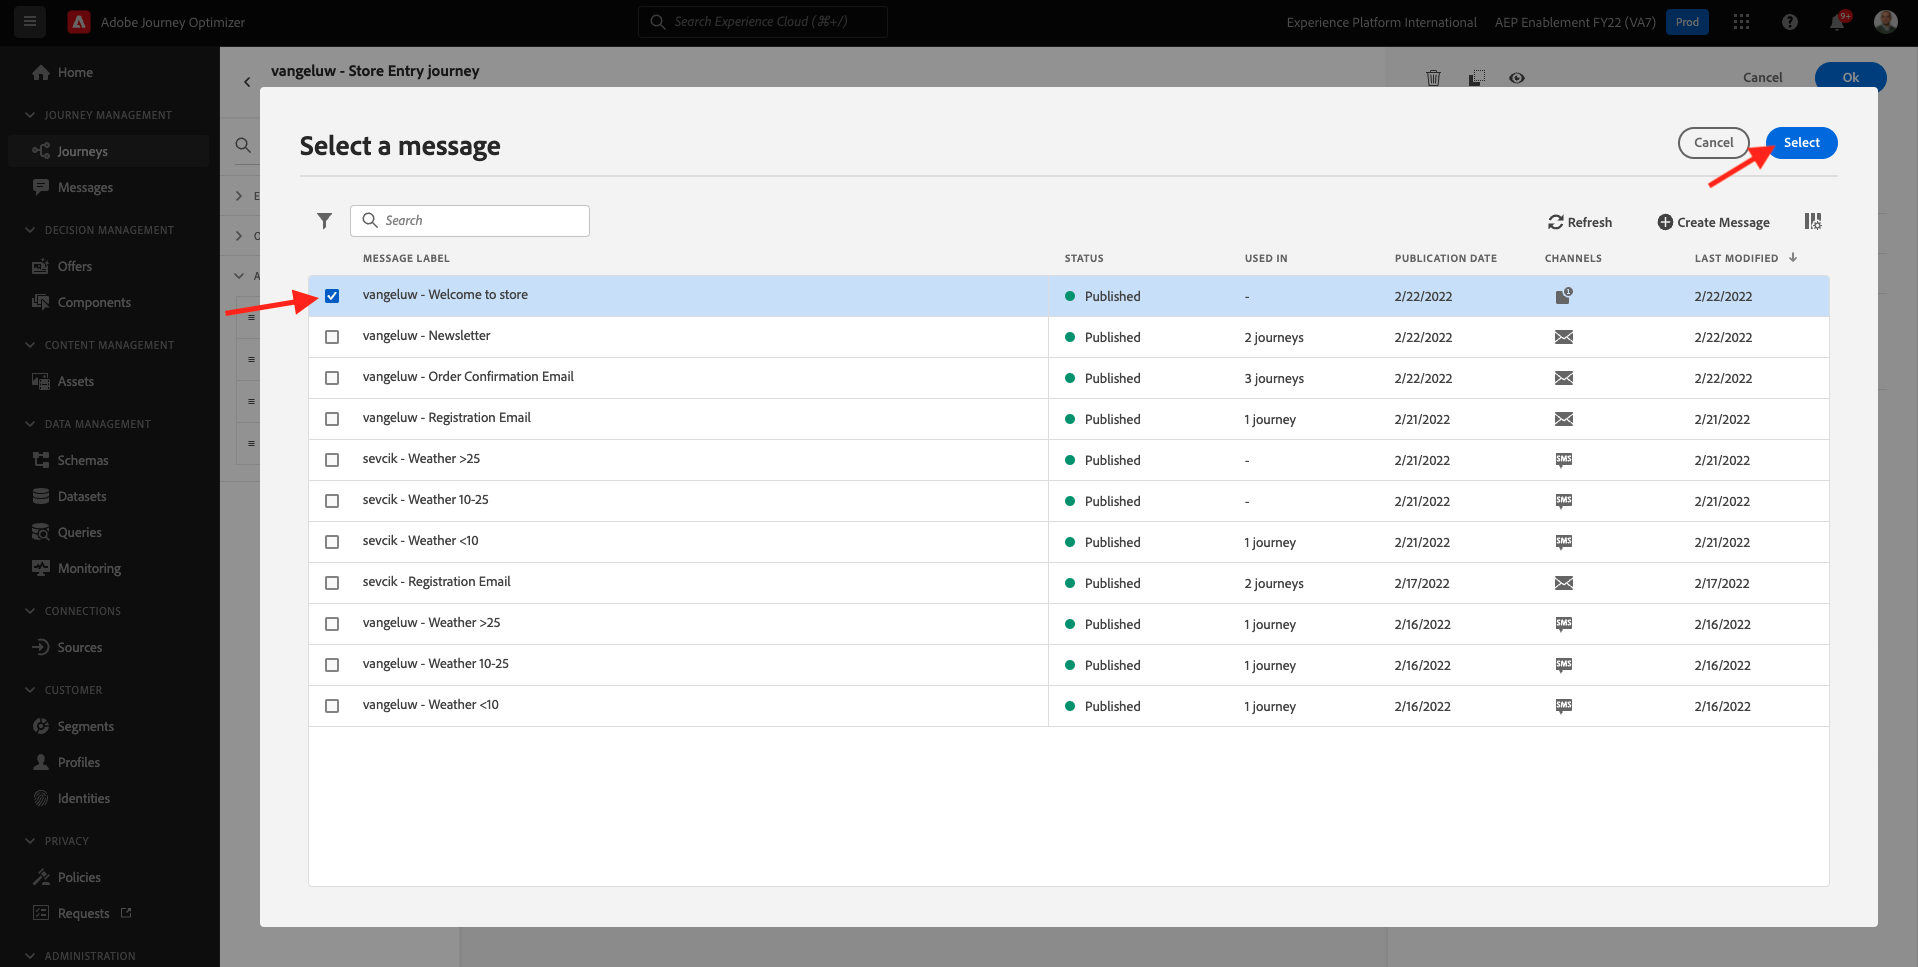 Adobe Journey Optimizer
Search Experience Cloud (⌘+/)
Experience Platform International
AEP Enablement FY22 (VA7)
Prod
9+
Home
JOURNEY MANAGEMENT
Journeys
Messages
DECISION MANAGEMENT
Offers
Components
CONTENT MANAGEMENT
Assets
DATA MANAGEMENT
Schemas
Datasets
Queries
Monitoring
CONNECTIONS
Sources
CUSTOMER
Segments
Profiles
Identities
PRIVACY
Policies
Requests
ADMINISTRATION
vangeluw - Store Entry journey
Cancel
Ok
E
A
Select a message
Cancel
Select
Search
Refresh
Create Message
MESSAGE LABEL STATUS USED IN PUBLICATION DATE CHANNELS LAST MODIFIED
vangeluw - Welcome to store Published - 2/22/2022 1 2/22/2022
vangeluw - Newsletter Published 2 journeys 2/22/2022 2/22/2022
vangeluw - Order Confirmation Email Published 3 journeys 2/22/2022 2/22/2022
vangeluw - Registration Email Published 1 journey 2/21/2022 2/21/2022
sevcik - Weather >25 Published - 2/21/2022 SMS 2/21/2022
sevcik - Weather 10-25 Published - 2/21/2022 SMS 2/21/2022
sevcik - Weather <10 Published 1 journey 2/21/2022 SMS 2/21/2022
sevcik - Registration Email Published 2 journeys 2/17/2022 2/17/2022
vangeluw - Weather >25 Published 1 journey 2/16/2022 SMS 2/16/2022
vangeluw - Weather 10-25 Published 1 journey 2/16/2022 SMS 2/16/2022
vangeluw - Weather <10 Published 1 journey 2/16/2022 SMS 2/16/2022